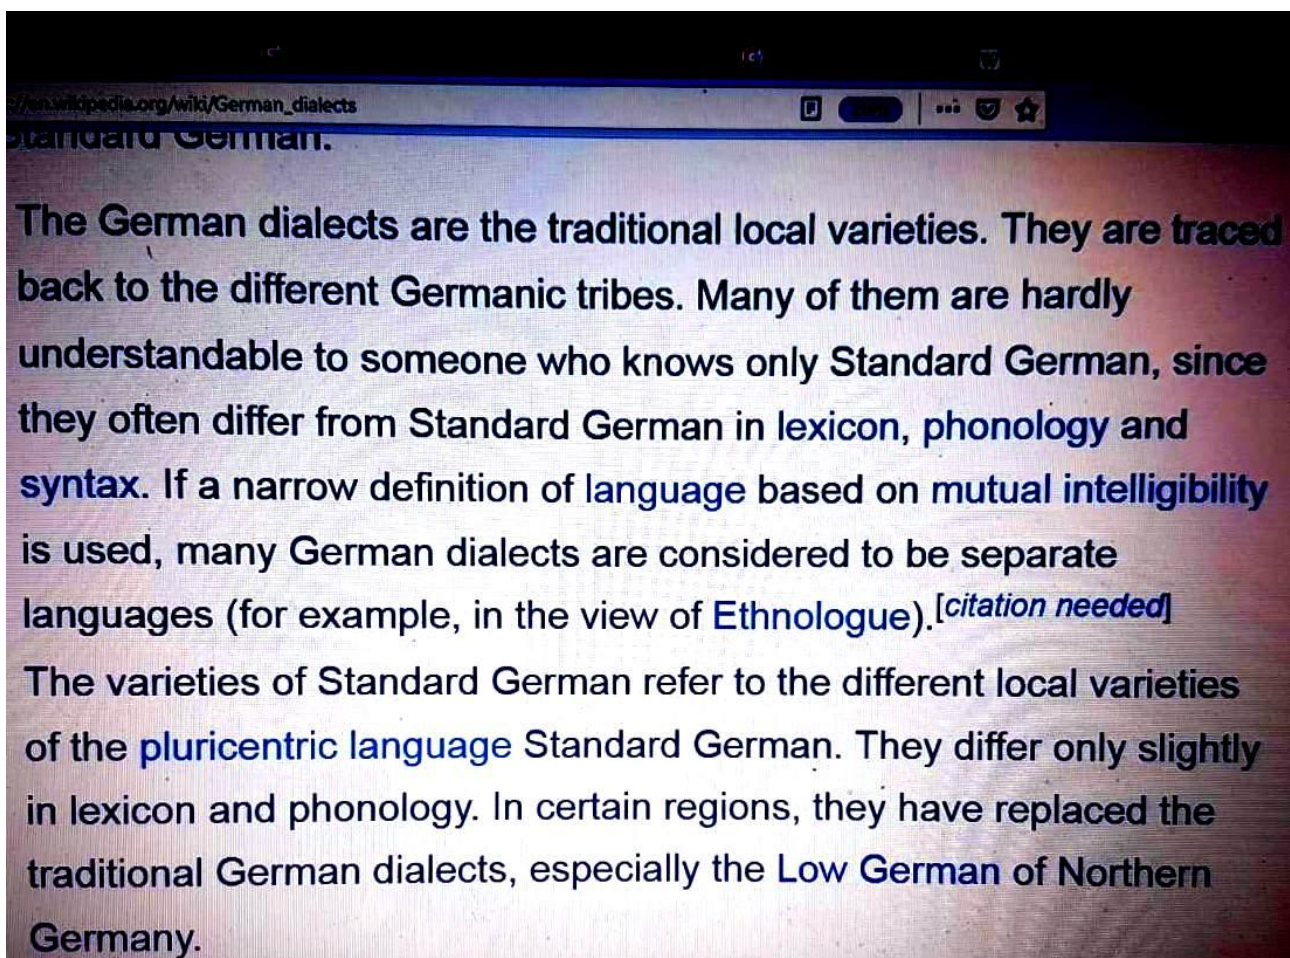 ://en.wikipedia.org/wiki/German_dialects
standard German.
The German dialects are the traditional local varieties. They are traced
back to the different Germanic tribes. Many of them are hardly
understandable to someone who knows only Standard German, since
they often differ from Standard German in lexicon, phonology and
syntax. If a narrow definition of language based on mutual intelligibility
is used, many German dialects are considered to be separate
languages (for example, in the view of Ethnologue).[citation needed]
The varieties of Standard German refer to the different local varieties
of the pluricentric language Standard German. They differ only slightly
in lexicon and phonology. In certain regions, they have replaced the
traditional German dialects, especially the Low German of Northern
Germany.